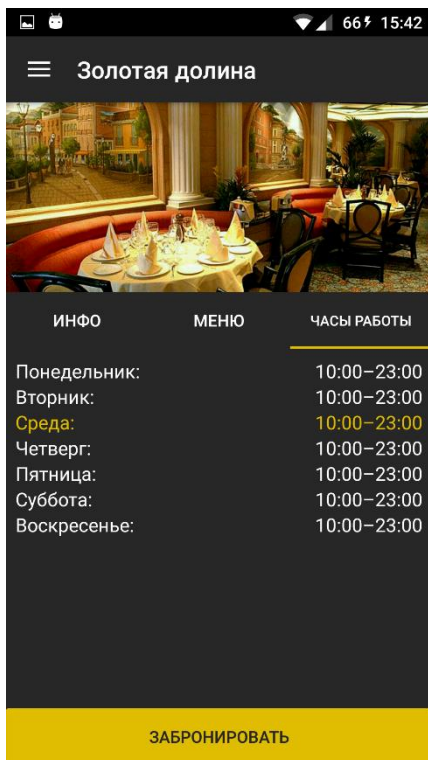 66 15:42
Золотая долина
ИНФО МЕНЮ ЧАСЫ РАБОТЫ
Понедельник: 10:00–23:00
Вторник: 10:00–23:00
Среда: 10:00–23:00
Четверг: 10:00–23:00
Пятница: 10:00–23:00
Суббота: 10:00–23:00
Воскресенье: 10:00–23:00
ЗАБРОНИРОВАТЬ